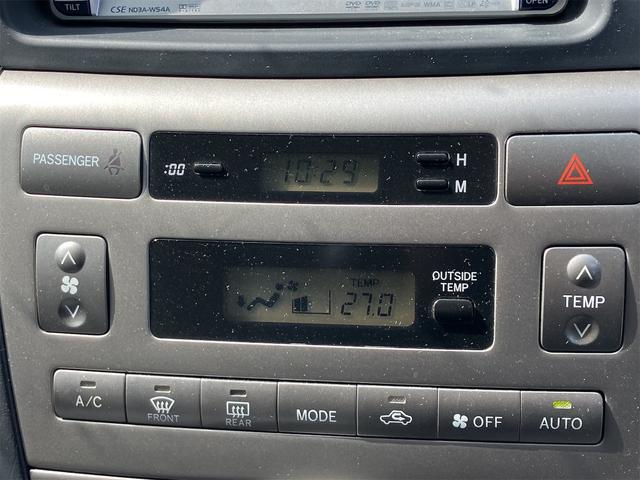 TILT
CSE ND3A-W54A
WMA
OPEN
PASSENGER
:00
10:29
H
M
TEMP
27.0
OUTSIDE
TEMP
TEMP
A/C
FRONT
REAR
MODE
OFF
AUTO